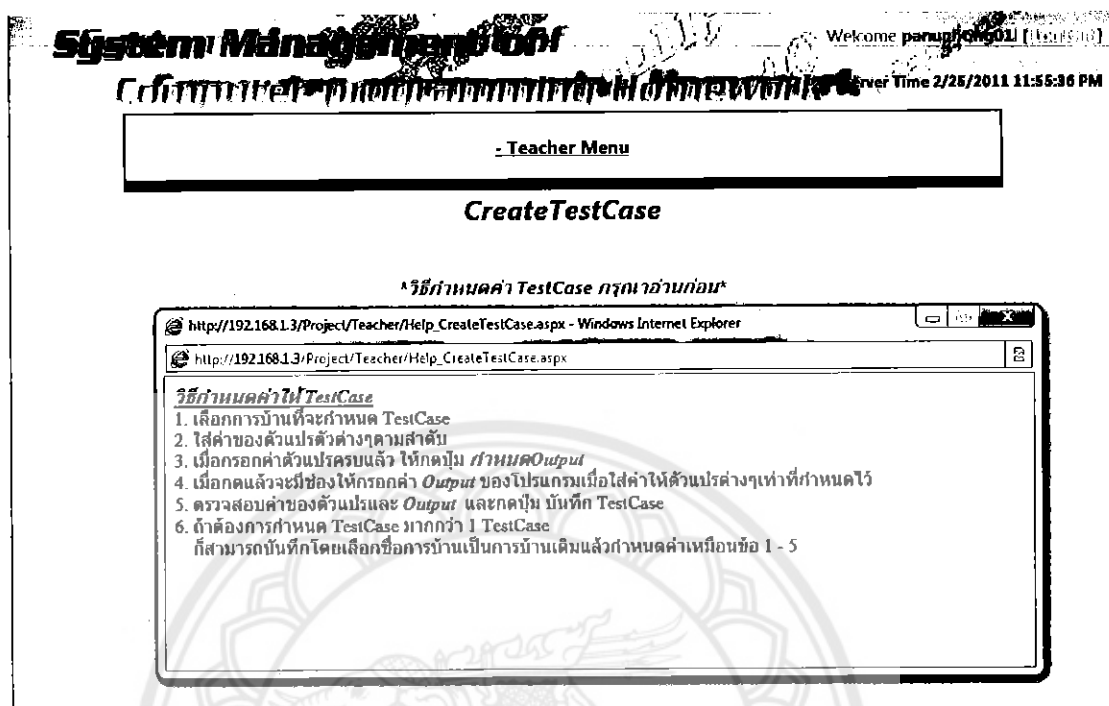 System Management of
Welcome panuphong01! [
Computer Programming Homework
Server Time 2/25/2011 11:55:36 PM
- Teacher Menu
CreateTestCase
*วิธีกำหนดค่า TestCase กรุณาอ่านก่อน*
http://192.168.1.3/Project/Teacher/Help_CreateTestCase.aspx - Windows Internet Explorer
http://192.168.1.3/Project/Teacher/Help_CreateTestCase.aspx
วิธีกำหนดค่าให้ TestCase
1. เลือกการบ้านที่จะกำหนด TestCase
2. ใส่ค่าของตัวแปรตัวต่างๆตามลำดับ
3. เมื่อกรอกค่าตัวแปรครบแล้ว ให้กดปุ่ม กำหนดOutput
4. เมื่อกดแล้วจะมีช่องให้กรอกค่า Output ของโปรแกรมเมื่อใส่ค่าให้ตัวแปรต่างๆเท่าที่กำหนดไว้
5. ตรวจสอบค่าของตัวแปรและ Output และกดปุ่ม บันทึก TestCase
6. ถ้าต้องการกำหนด TestCase มากกว่า 1 TestCase
ก็สามารถบันทึกโดยเลือกชื่อการบ้านเป็นการบ้านเดิมแล้วกำหนดค่าเหมือนข้อ 1 - 5